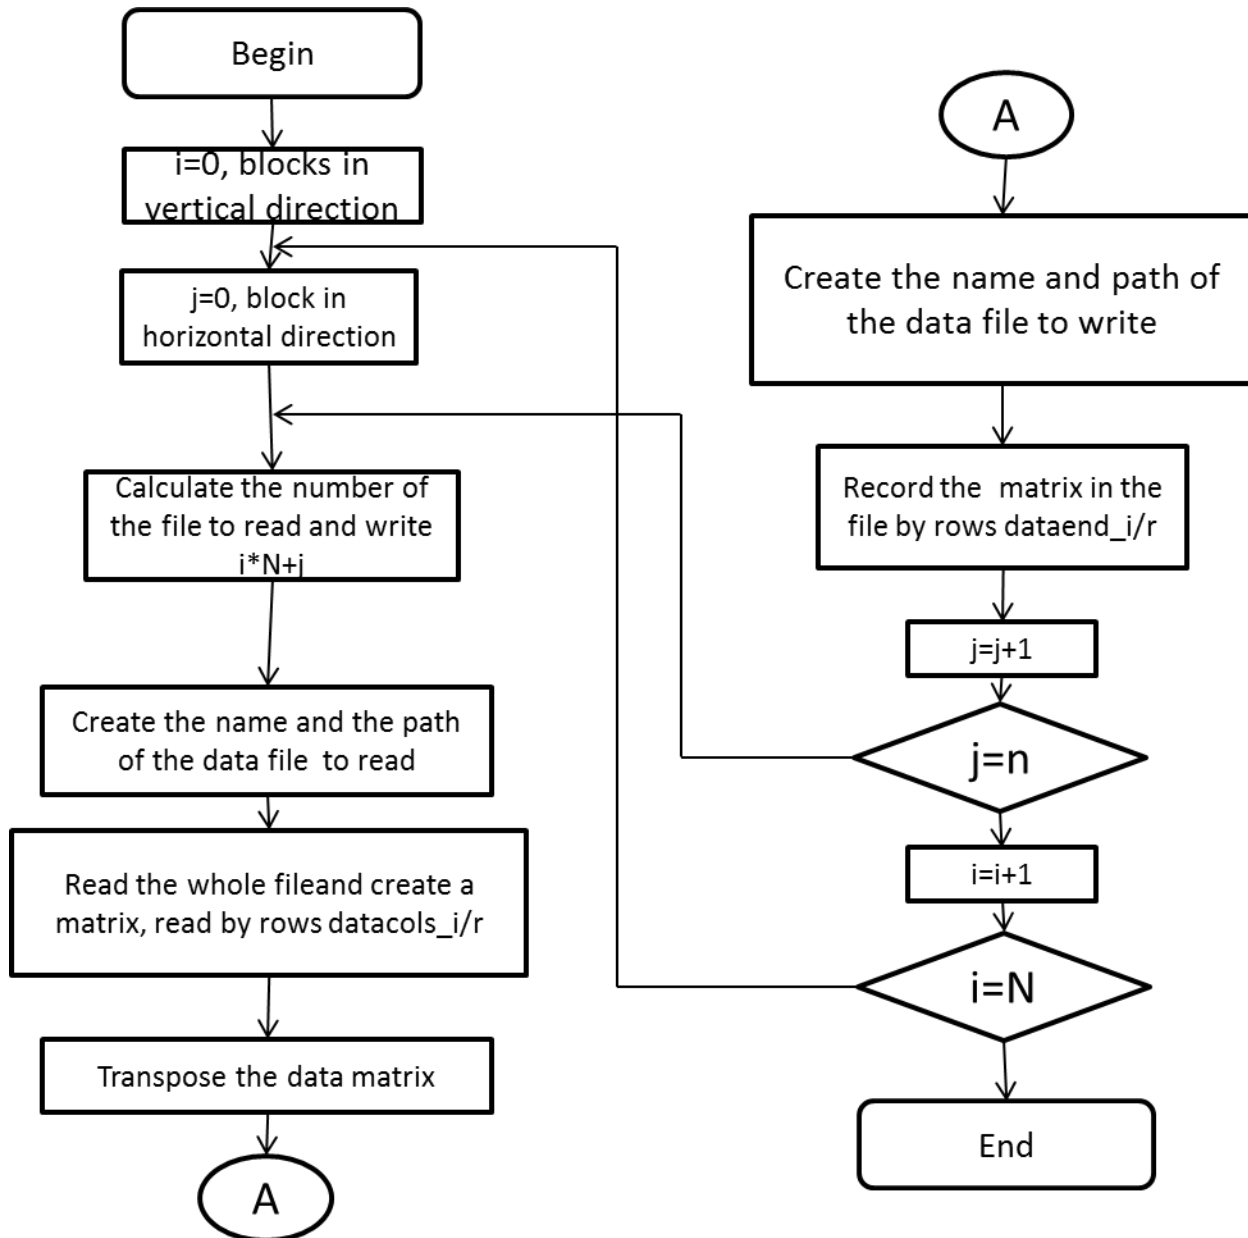 Begin
i=0, blocks in
vertical direction
j=0, block in
horizontal direction
Calculate the number of
the file to read and write
i*N+j
Create the name and the path
of the data file to read
Read the whole fileand create a
matrix, read by rows datacols_i/r
Transpose the data matrix
A
A
Create the name and path of
the data file to write
Record the matrix in the
file by rows dataend_i/r
j=j+1
j=n
i=i+1
i=N
End